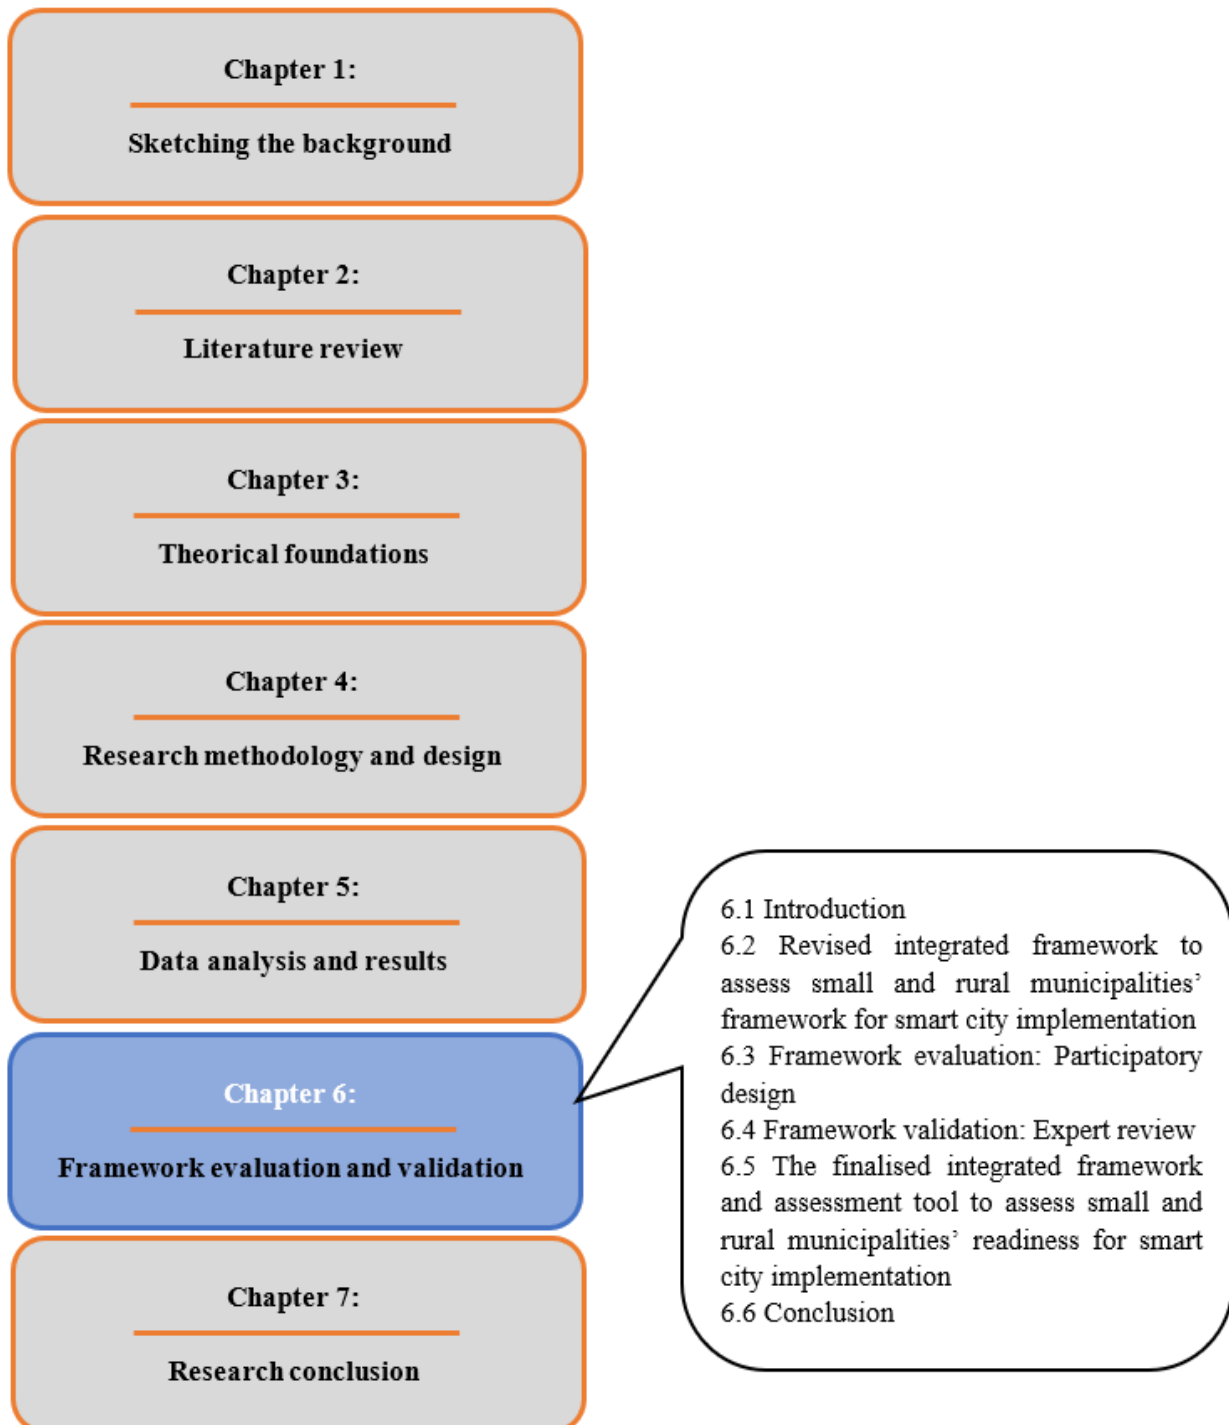 Chapter 1:
Sketching the background
Chapter 2:
Literature review
Chapter 3:
Theorical foundations
Chapter 4:
Research methodology and design
Chapter 5:
Data analysis and results
Chapter 6:
Framework evaluation and validation
Chapter 7:
Research conclusion
6.1 Introduction
6.2 Revised integrated framework to
assess small and rural municipalities’
framework for smart city implementation
6.3 Framework evaluation: Participatory
design
6.4 Framework validation: Expert review
6.5 The finalised integrated framework
and assessment tool to assess small and
rural municipalities’ readiness for smart
city implementation
6.6 Conclusion